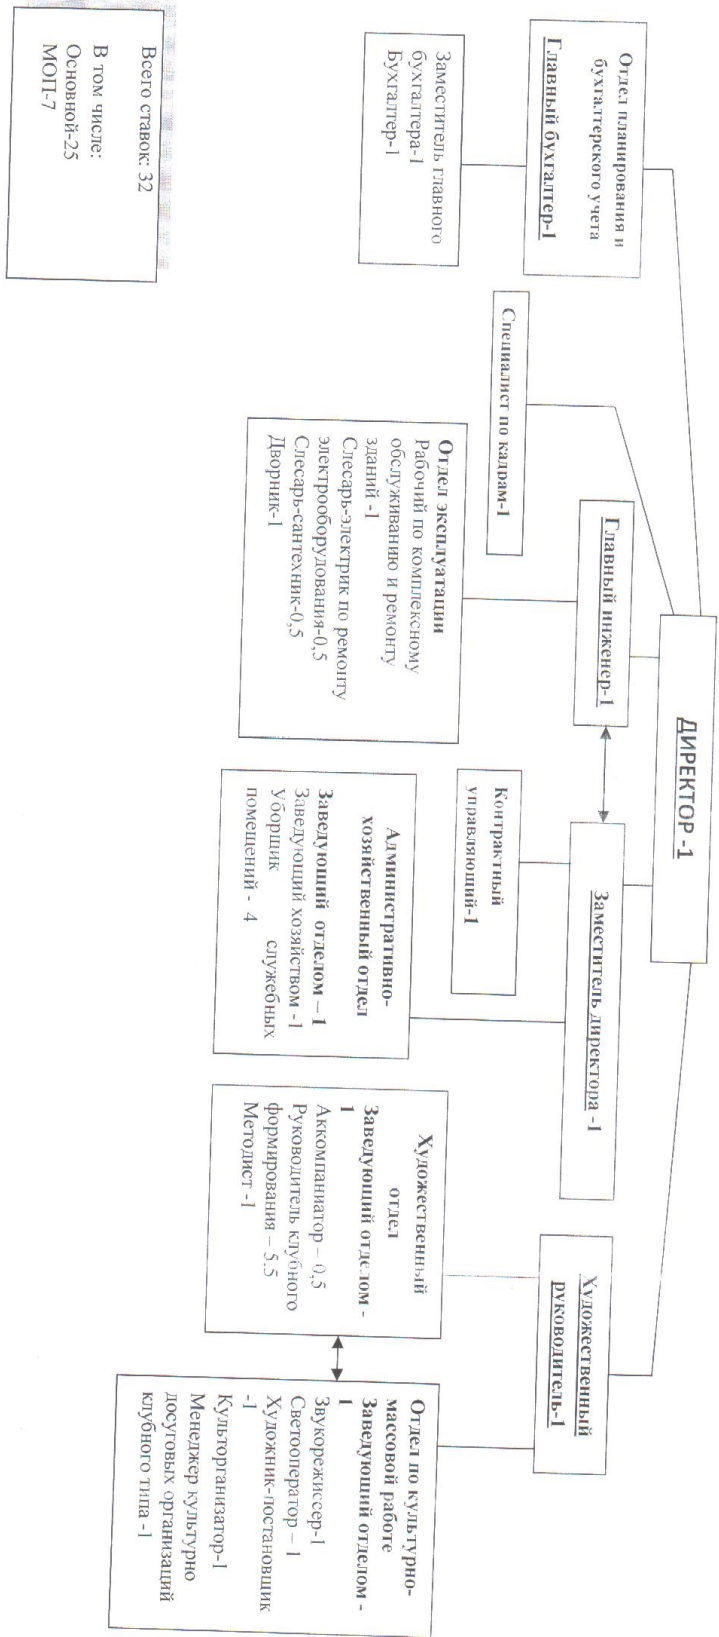 ДИРЕКТОР -1
Отдел планирования и
бухгалтерского учета
Главный бухгалтер-1
Заместитель главного
бухгалтера-1
Бухгалтер-1
Специалист по кадрам-1
Главный инженер-1
Отдел эксплуатации
Рабочий по комплексному
обслуживанию и ремонту
зданий -1
Слесарь-электрик по ремонту
электрооборудования-0,5
Слесарь-сантехник-0,5
Дворник-1
Заместитель директора -1
Контрактный
управляющий-1
Административно-
хозяйственный отдел
Заведующий отделом – 1
Заведующий хозяйством -1
Уборщик служебных
помещений - 4
Художественный
руководитель-1
Художественный
отдел
Заведующий отделом -
1
Аккомпаниатор – 0,5
Руководитель клубного
формирования – 5.5
Методист -1
Отдел по культурно-
массовой работе
Заведующий отделом -
1
Звукорежиссер-1
Светооператор – 1
Художник-постановщик
-1
Культорганизатор-1
Менеджер культурно
досуговых организаций
клубного типа -1
Всего ставок: 32
В том числе:
Основной-25
МОП-7